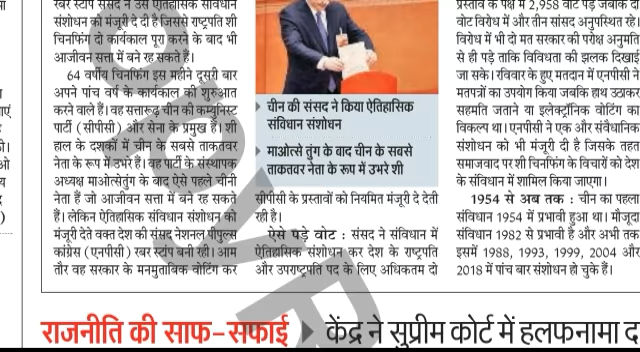 रबर स्टांप संसद ने उस ऐतिहासिक संविधान
संशोधन को मंजूरी दे दी है जिससे राष्ट्रपति शी
चिनफिंग दो कार्यकाल पूरा करने के बाद भी
आजीवन सत्ता में बने रह सकते हैं।
64 वर्षीय चिनफिंग इस महीने दूसरी बार
अपने पांच वर्ष के कार्यकाल की शुरुआत
करने वाले हैं। वह सत्तारूढ़ चीन की कम्युनिस्ट
पार्टी (सीपीसी) और सेना के प्रमुख हैं। शी
हाल के दशकों में चीन के सबसे ताकतवर
नेता के रूप में उभरे हैं। वह पार्टी के संस्थापक
अध्यक्ष माओत्सेतुंग के बाद ऐसे पहले चीनी
नेता हैं जो आजीवन सत्ता में बने रह सकते
हैं। लेकिन ऐतिहासिक संविधान संशोधन को
मंजूरी देते वक्त देश की संसद नेशनल पीपुल्स
कांग्रेस (एनपीसी) रबर स्टांप बनी रही। आम
तौर वह सरकार के मनमुताबिक वोटिंग कर
चीन की संसद ने किया ऐतिहासिक
संविधान संशोधन
माओत्से तुंग के बाद चीन के सबसे
ताकतवर नेता के रूप में उभरे शी
सीपीसी के प्रस्तावों को नियमित मंजूरी दे देती
रही है।
ऐसे पड़े वोट : संसद ने संविधान में
ऐतिहासिक संशोधन कर देश के राष्ट्रपति
और उपराष्ट्रपति पद के लिए अधिकतम दो
प्रस्ताव के पक्ष में 2,958 वोट पड़े जबकि दो
वोट विरोध में और तीन सांसद अनुपस्थित रहे।
विरोध में भी दो मत सरकार की परोक्ष अनुमति
से ही पड़े ताकि विविधता की झलक दिखाई
जा सके। रविवार के हुए मतदान में एनपीसी ने
मतपत्रों का उपयोग किया जबकि हाथ उठाकर
सहमति जताने या इलेक्ट्रॉनिक वोटिंग का
विकल्प था। एनपीसी ने एक और संवैधानिक
संशोधन को भी मंजूरी दी है जिसके तहत
समाजवाद पर शी चिनफिंग के विचारों को देश
के संविधान में शामिल किया जाएगा।
1954 से अब तक : चीन का पहला
संविधान 1954 में प्रभावी हुआ था। मौजूदा
संविधान 1982 से प्रभावी है और अभी तक
इसमें 1988, 1993, 1999, 2004 और
2018 में पांच बार संशोधन हो चुके हैं।
राजनीति की साफ-सफाई केंद्र ने सुप्रीम कोर्ट में हलफनामा द